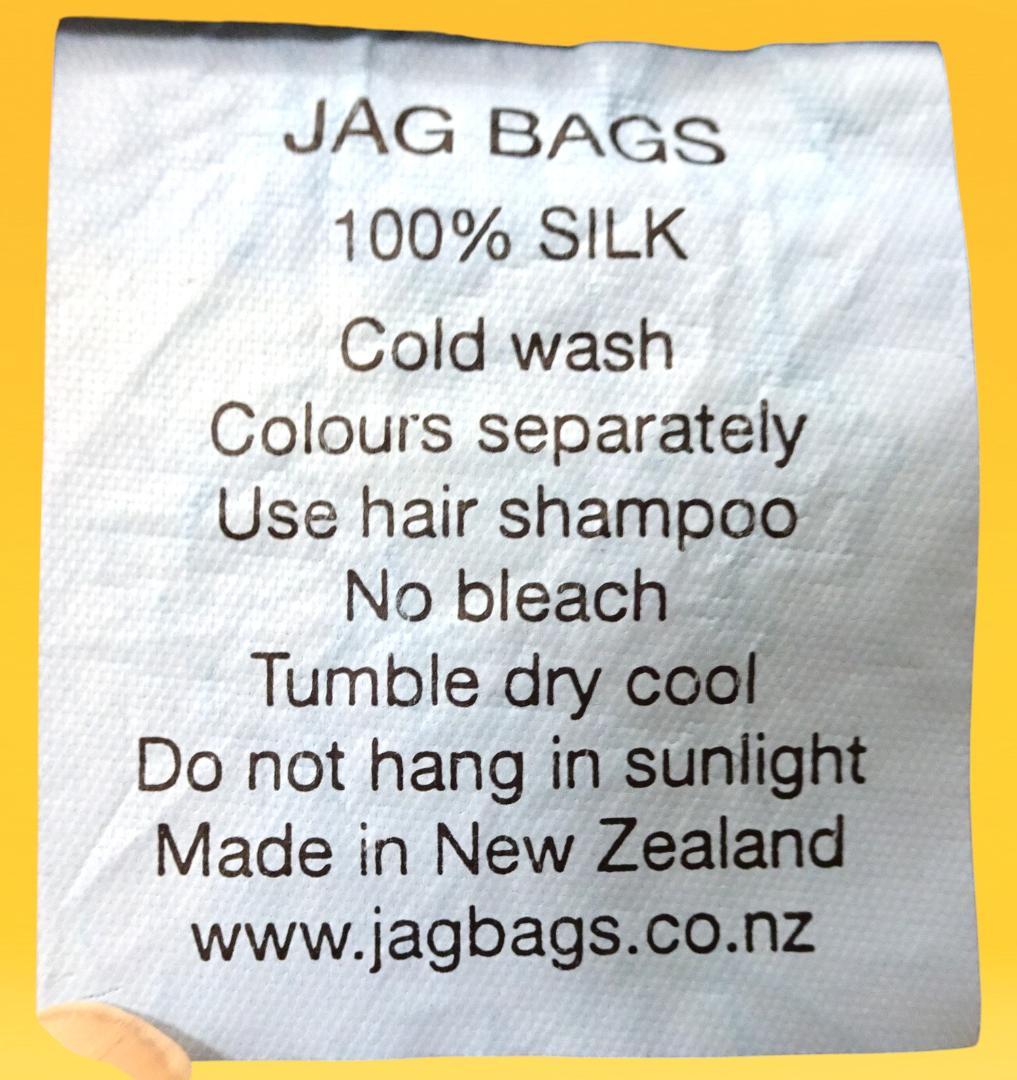 JAG BAGS
100% SILK
Cold wash
Colours separately
Use hair shampoo
No bleach
Tumble dry cool
Do not hang in sunlight
Made in New Zealand
www.jagbags.co.nz